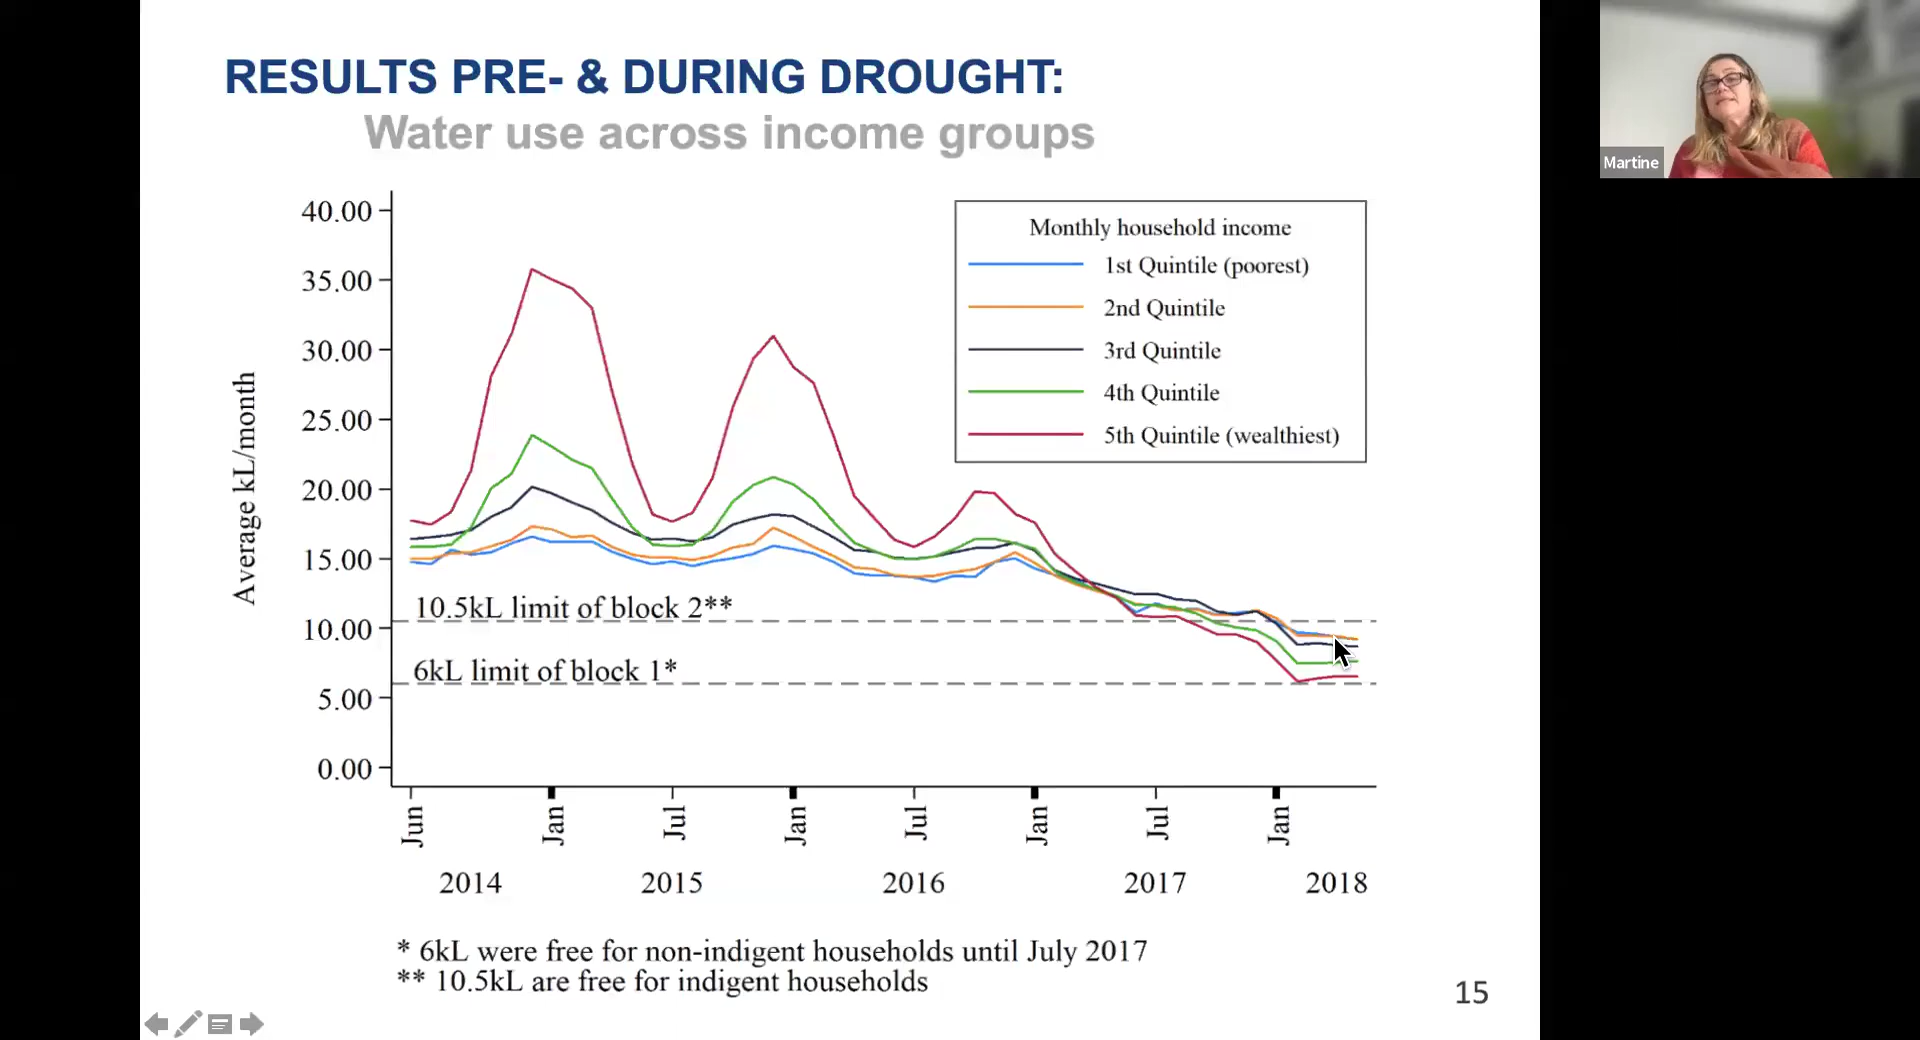 RESULTS PRE- & DURING DROUGHT:
Water use across income groups
Martine
Average kL/month
40.00
35.00
30.00
25.00
20.00
15.00
10.00
5.00
0.00
Monthly household income
1st Quintile (poorest)
2nd Quintile
3rd Quintile
4th Quintile
5th Quintile (wealthiest)
10.5kL limit of block 2**
6kL limit of block 1*
Jun
Jan
Jul
Jan
Jul
Jan
Jul
Jan
2014
2015
2016
2017
2018
* 6kL were free for non-indigent households until July 2017
** 10.5kL are free for indigent households
15